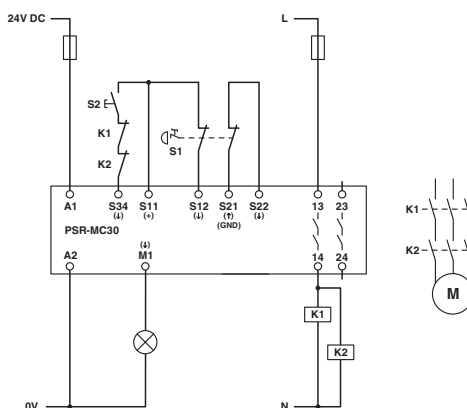 24V DC
L
S2
K1
S1
K2
A1 S34 S11 S12 S21 S22 13 23
(↓) (+) (↓) (↑) (↓)
(GND)
PSR-MC30
(↓)
A2 M1 14 24
K1
K2
M
K1
K2
0V N